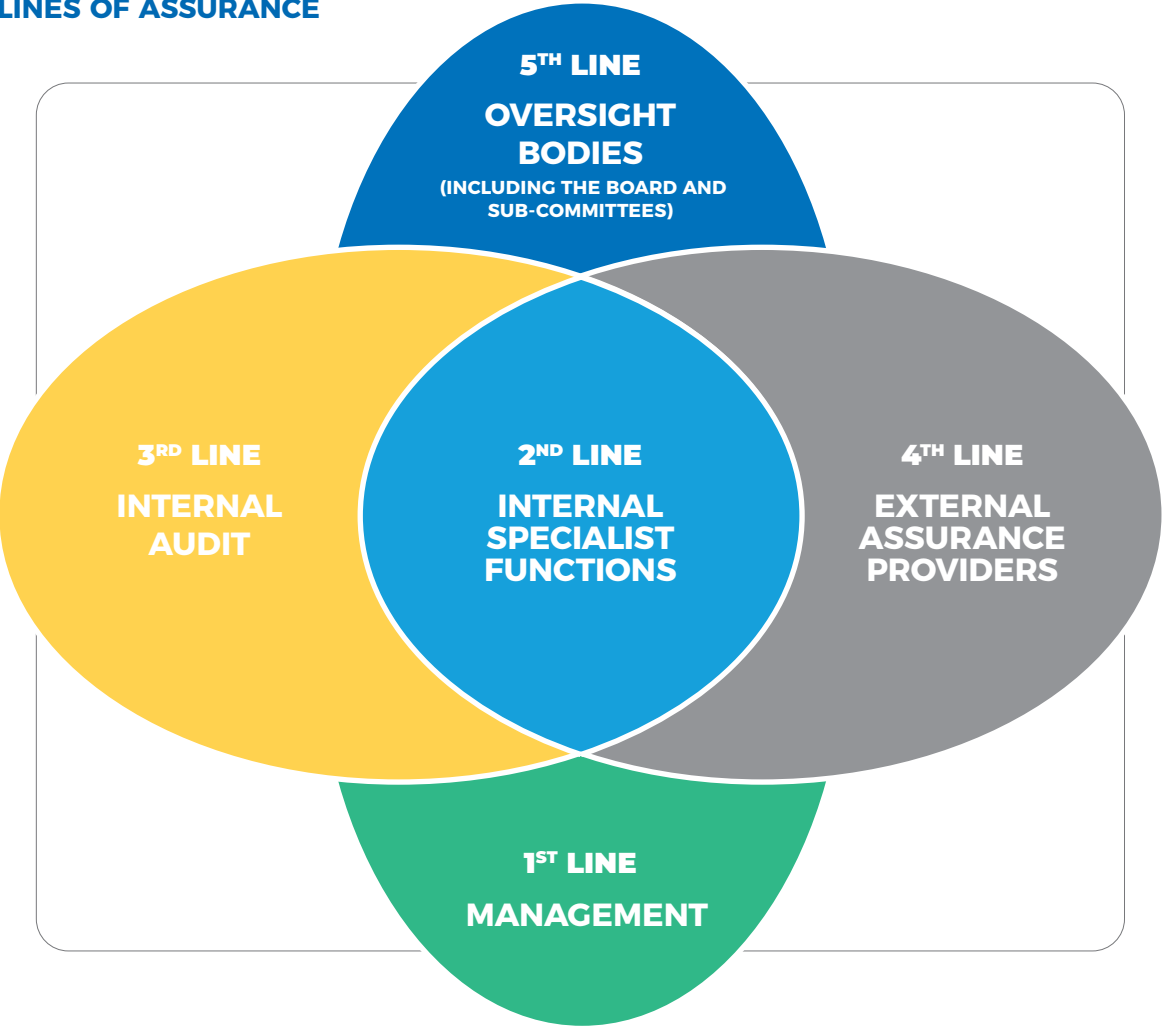 LINES OF ASSURANCE
5TH LINE
OVERSIGHT
BODIES
(INCLUDING THE BOARD AND
SUB-COMMITTEES)
3RD LINE
INTERNAL
AUDIT
2ND LINE
INTERNAL
SPECIALIST
FUNCTIONS
4TH LINE
EXTERNAL
ASSURANCE
PROVIDERS
1ST LINE
MANAGEMENT